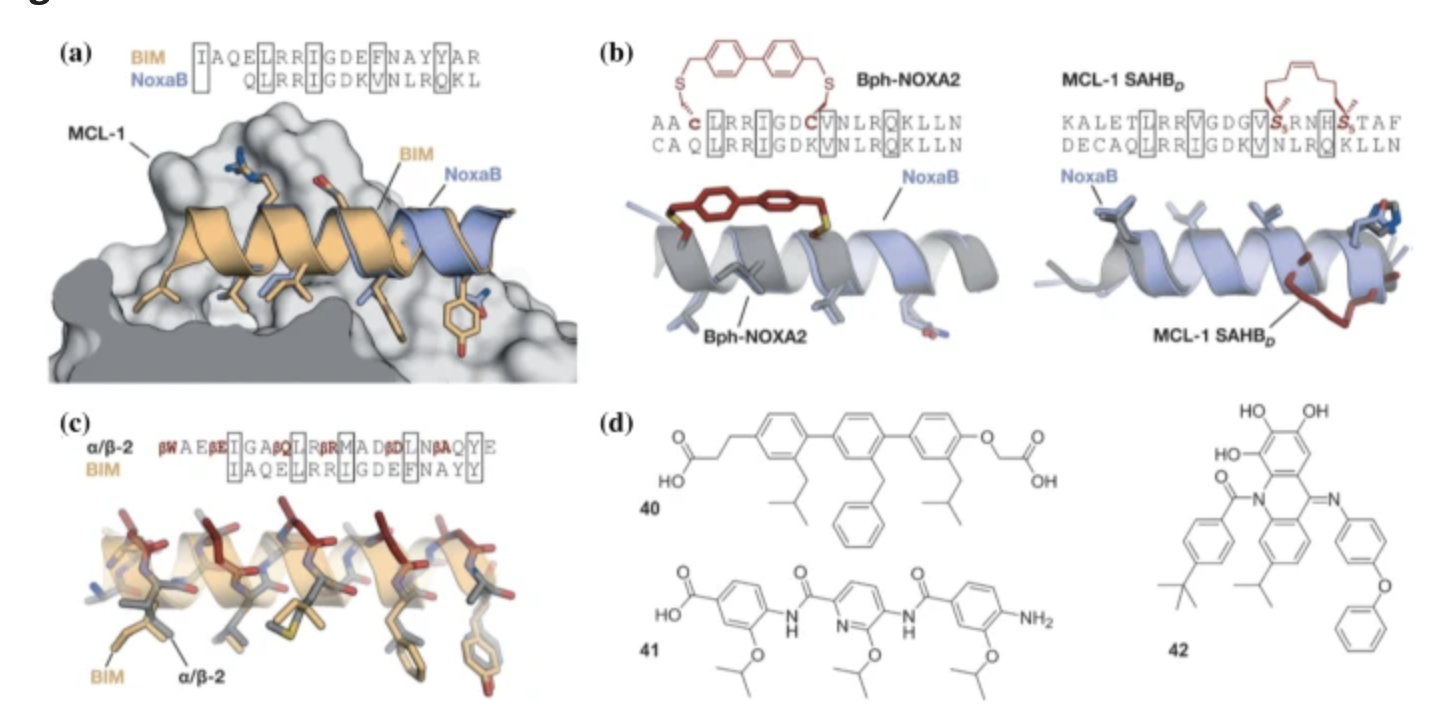 (a)
BIM IAQELRRIGDEFNAYYAR
NoxaB QLRRIGDKVNLRQKL
MCL-1
BIM
NoxaB
(b)
S S
Bph-NOXA2
AACLRRIGDCVNLRQKLLN
CAQLRRIGDKVNLRQKLLN
NoxaB
Bph-NOXA2
MCL-1 SAHBD
KALETLRRVGDGVS5RNHS5TAF
DECAQLRRIGDKVNLRQKLLN
NoxaB
MCL-1 SAHBD
(c)
α/β-2 βWAEβEIGAβQLRβRMADβDLNβAQYE
BIM IAQELRRIGDEFNAYY
BIM
α/β-2
(d)
O
HO
O
O
OH
40
O
HO
O
N
H
O
N
O
N
H
O
NH2
O
41
HO
OH
HO
O
N
N
O
42